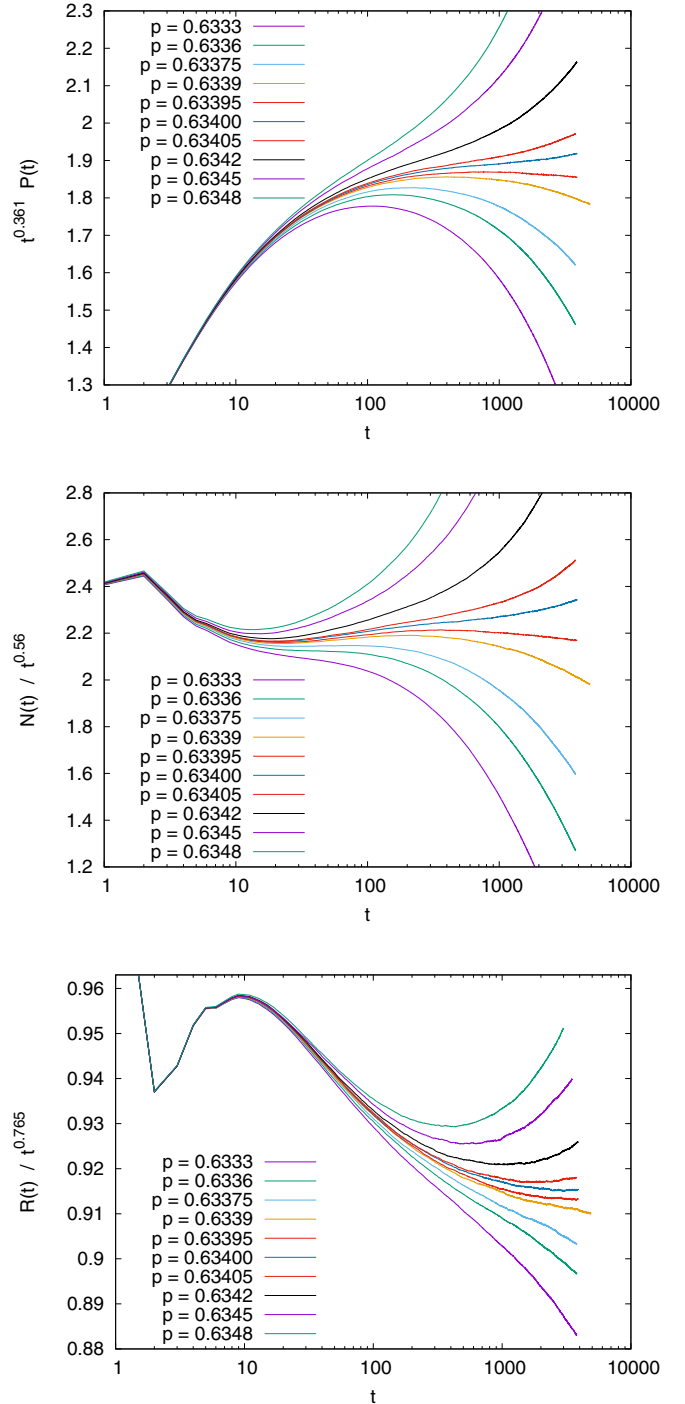 2.3
2.2
2.1
2
1.9
1.8
1.7
1.6
1.5
1.4
1.3
t^0.361 P(t)
p = 0.6333
p = 0.6336
p = 0.63375
p = 0.6339
p = 0.63395
p = 0.63400
p = 0.63405
p = 0.6342
p = 0.6345
p = 0.6348
1 10 100 1000 10000
t
2.8
2.6
2.4
2.2
2
1.8
1.6
1.4
1.2
N(t) / t^0.56
p = 0.6333
p = 0.6336
p = 0.63375
p = 0.6339
p = 0.63395
p = 0.63400
p = 0.63405
p = 0.6342
p = 0.6345
p = 0.6348
1 10 100 1000 10000
t
0.96
0.95
0.94
0.93
0.92
0.91
0.9
0.89
0.88
R(t) / t^0.765
p = 0.6333
p = 0.6336
p = 0.63375
p = 0.6339
p = 0.63395
p = 0.63400
p = 0.63405
p = 0.6342
p = 0.6345
p = 0.6348
1 10 100 1000 10000
t